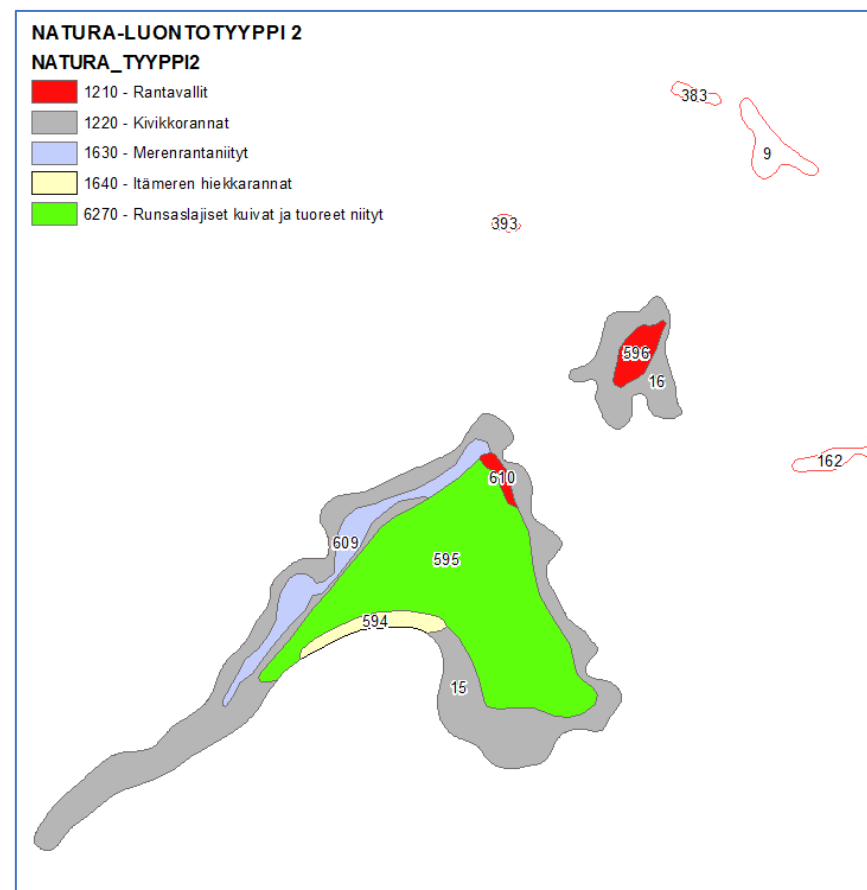 NATURA-LUONTOTYYPPI 2
NATURA_TYYPPI2
1210 - Rantavallit
1220 - Kivikkorannat
1630 - Merenrantaniityt
1640 - Itämeren hiekkarannat
6270 - Runsaslajiset kuivat ja tuoreet niityt
383
9
393
596
16
162
610
609
595
594
15